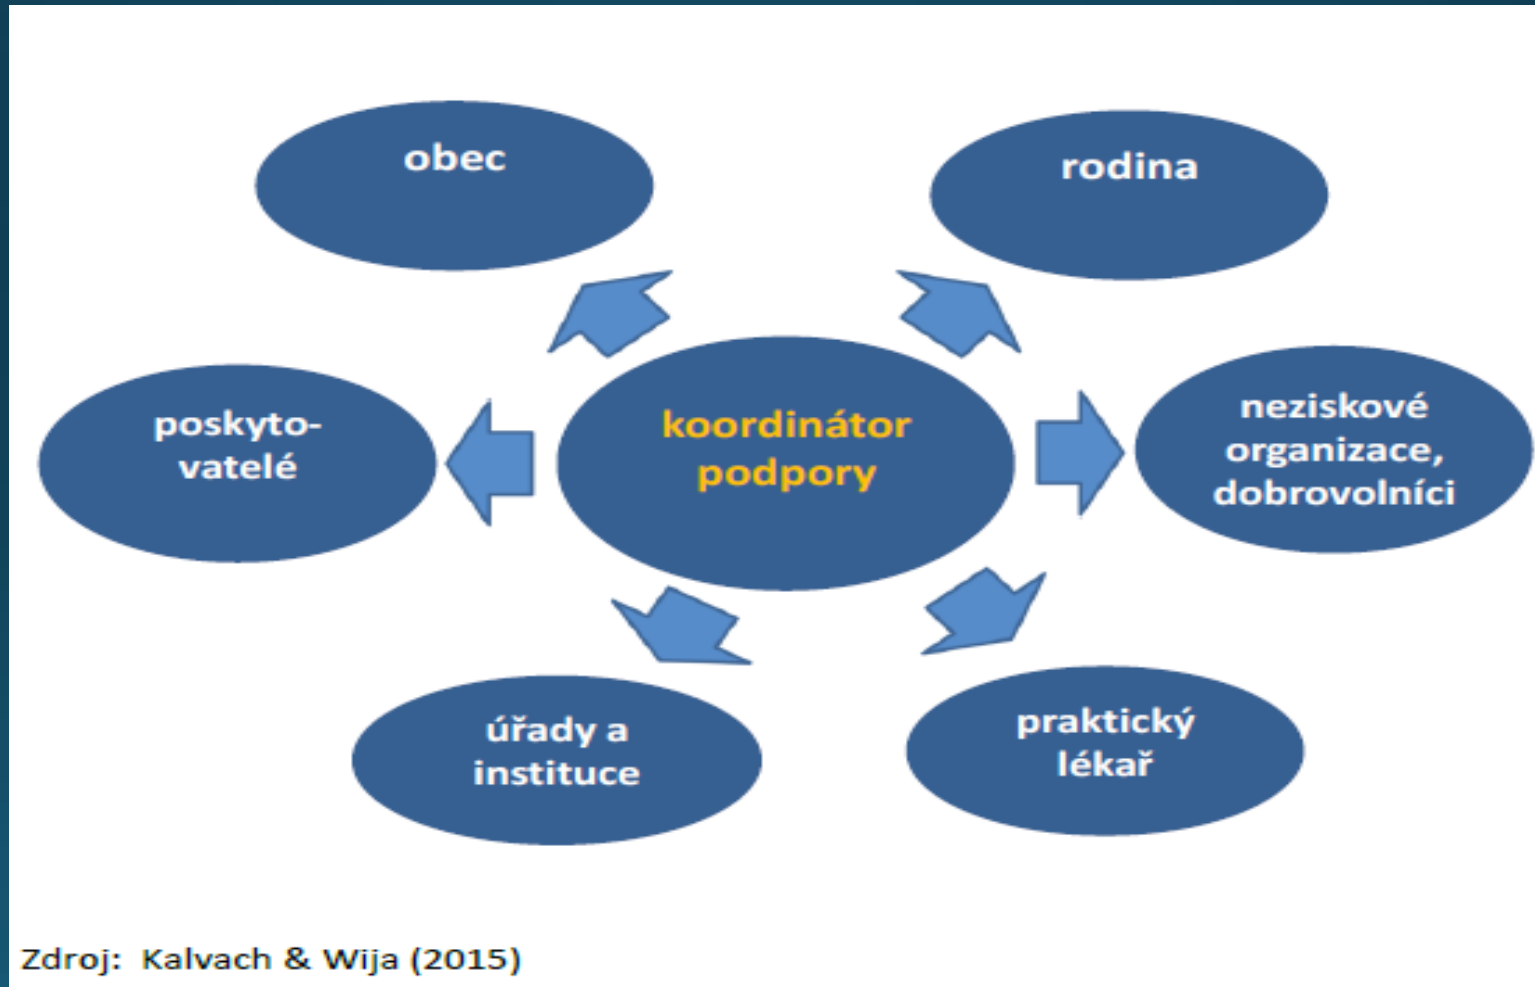 obec
rodina
poskyto-
vatelé
koordinátor
podpory
neziskové
organizace,
dobrovolníci
úřady a
instituce
praktický
lékař
Zdroj: Kalvach & Wija (2015)